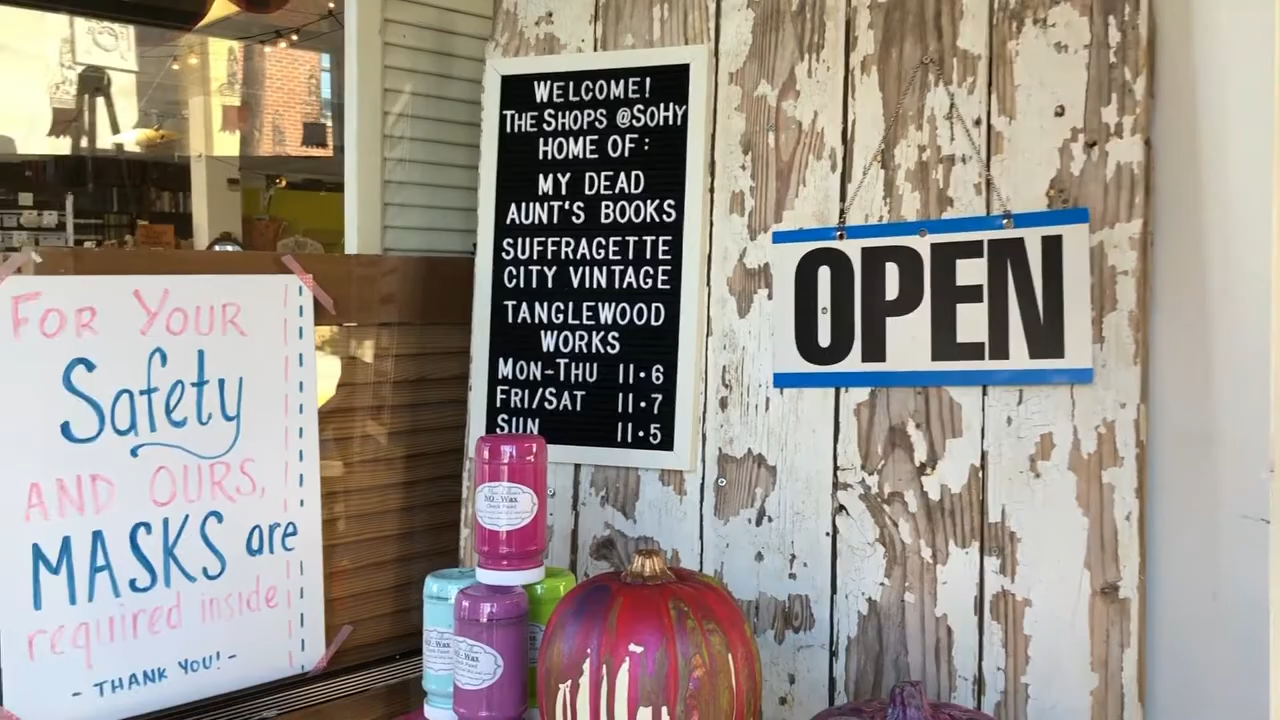 FOR YOUR
Safety
AND OURS,
MASKS are
required inside
- THANK YOU! -
WELCOME!
THE SHOPS @SOHY
HOME OF:
MY DEAD
AUNT'S BOOKS
SUFFRAGETTE
CITY VINTAGE
TANGLEWOOD
WORKS
MON-THU 11·6
FRI/SAT 11·7
SUN 11·5
OPEN
NO-Wax
Chalk Paint